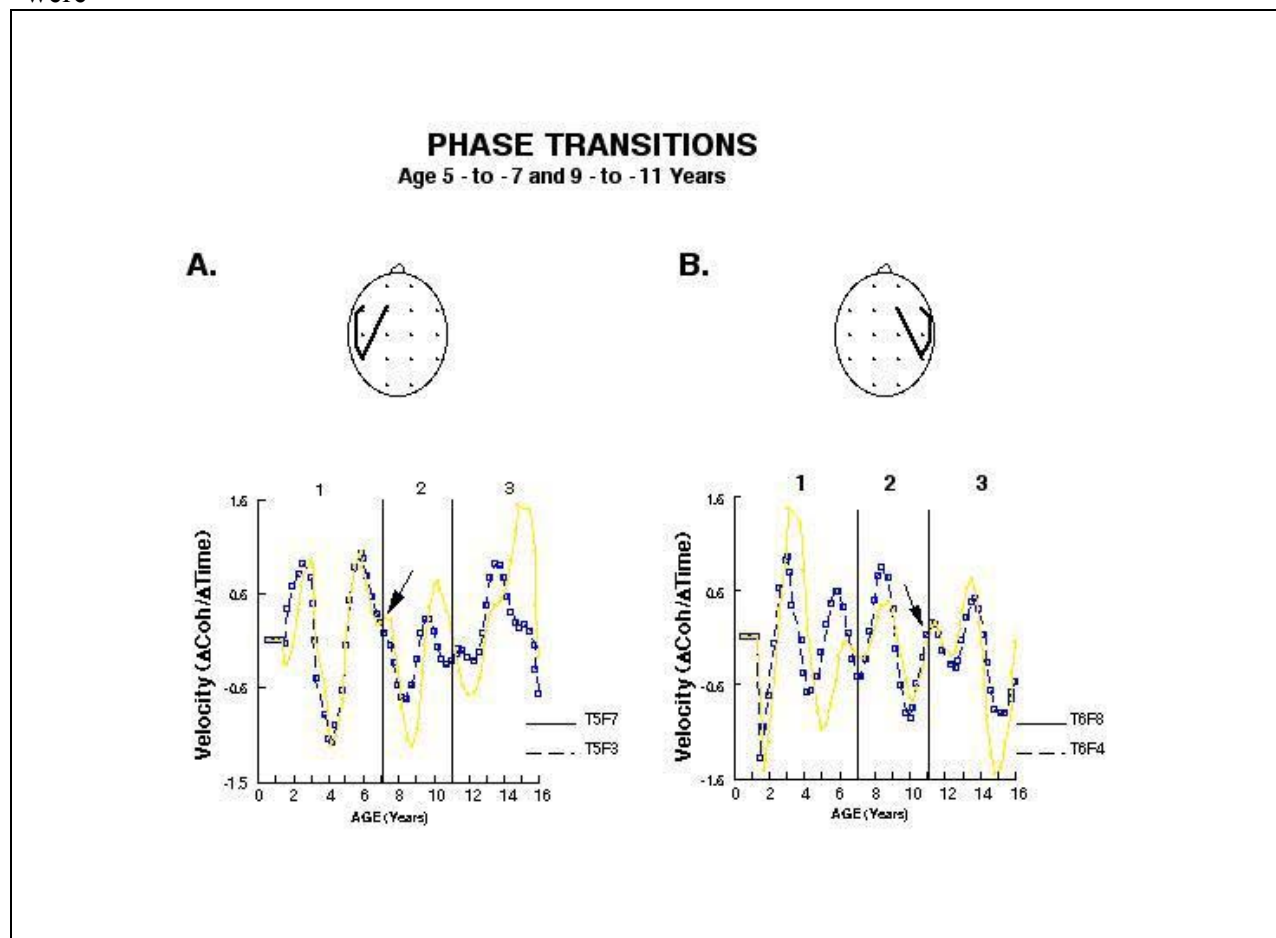 PHASE TRANSITIONS
Age 5 - to - 7 and 9 - to - 11 Years
A.
B.
1 2 3
1 2 3
1.6
0.6
-0.6
-1.5
Velocity (ΔCoh/ΔTime)
0 2 4 6 8 10 12 14 16
AGE (Years)
T5F7
T5F3
1.6
0.6
-0.6
-1.6
Velocity (ΔCoh/ΔTime)
0 2 4 6 8 10 12 14 16
AGE (Years)
T6F8
T6F4